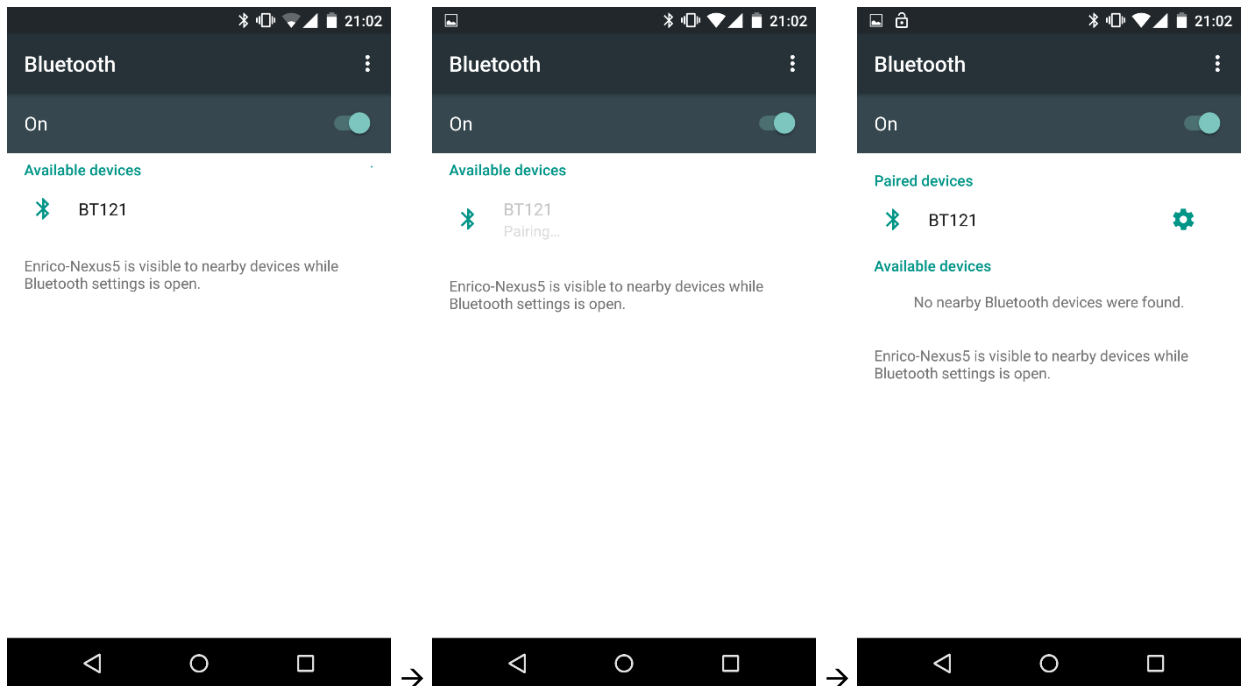 21:02
Bluetooth
On
Available devices
BT121
Enrico-Nexus5 is visible to nearby devices while
Bluetooth settings is open.
→
21:02
Bluetooth
On
Available devices
BT121
Pairing...
Enrico-Nexus5 is visible to nearby devices while
Bluetooth settings is open.
→
21:02
Bluetooth
On
Paired devices
BT121
Available devices
No nearby Bluetooth devices were found.
Enrico-Nexus5 is visible to nearby devices while
Bluetooth settings is open.